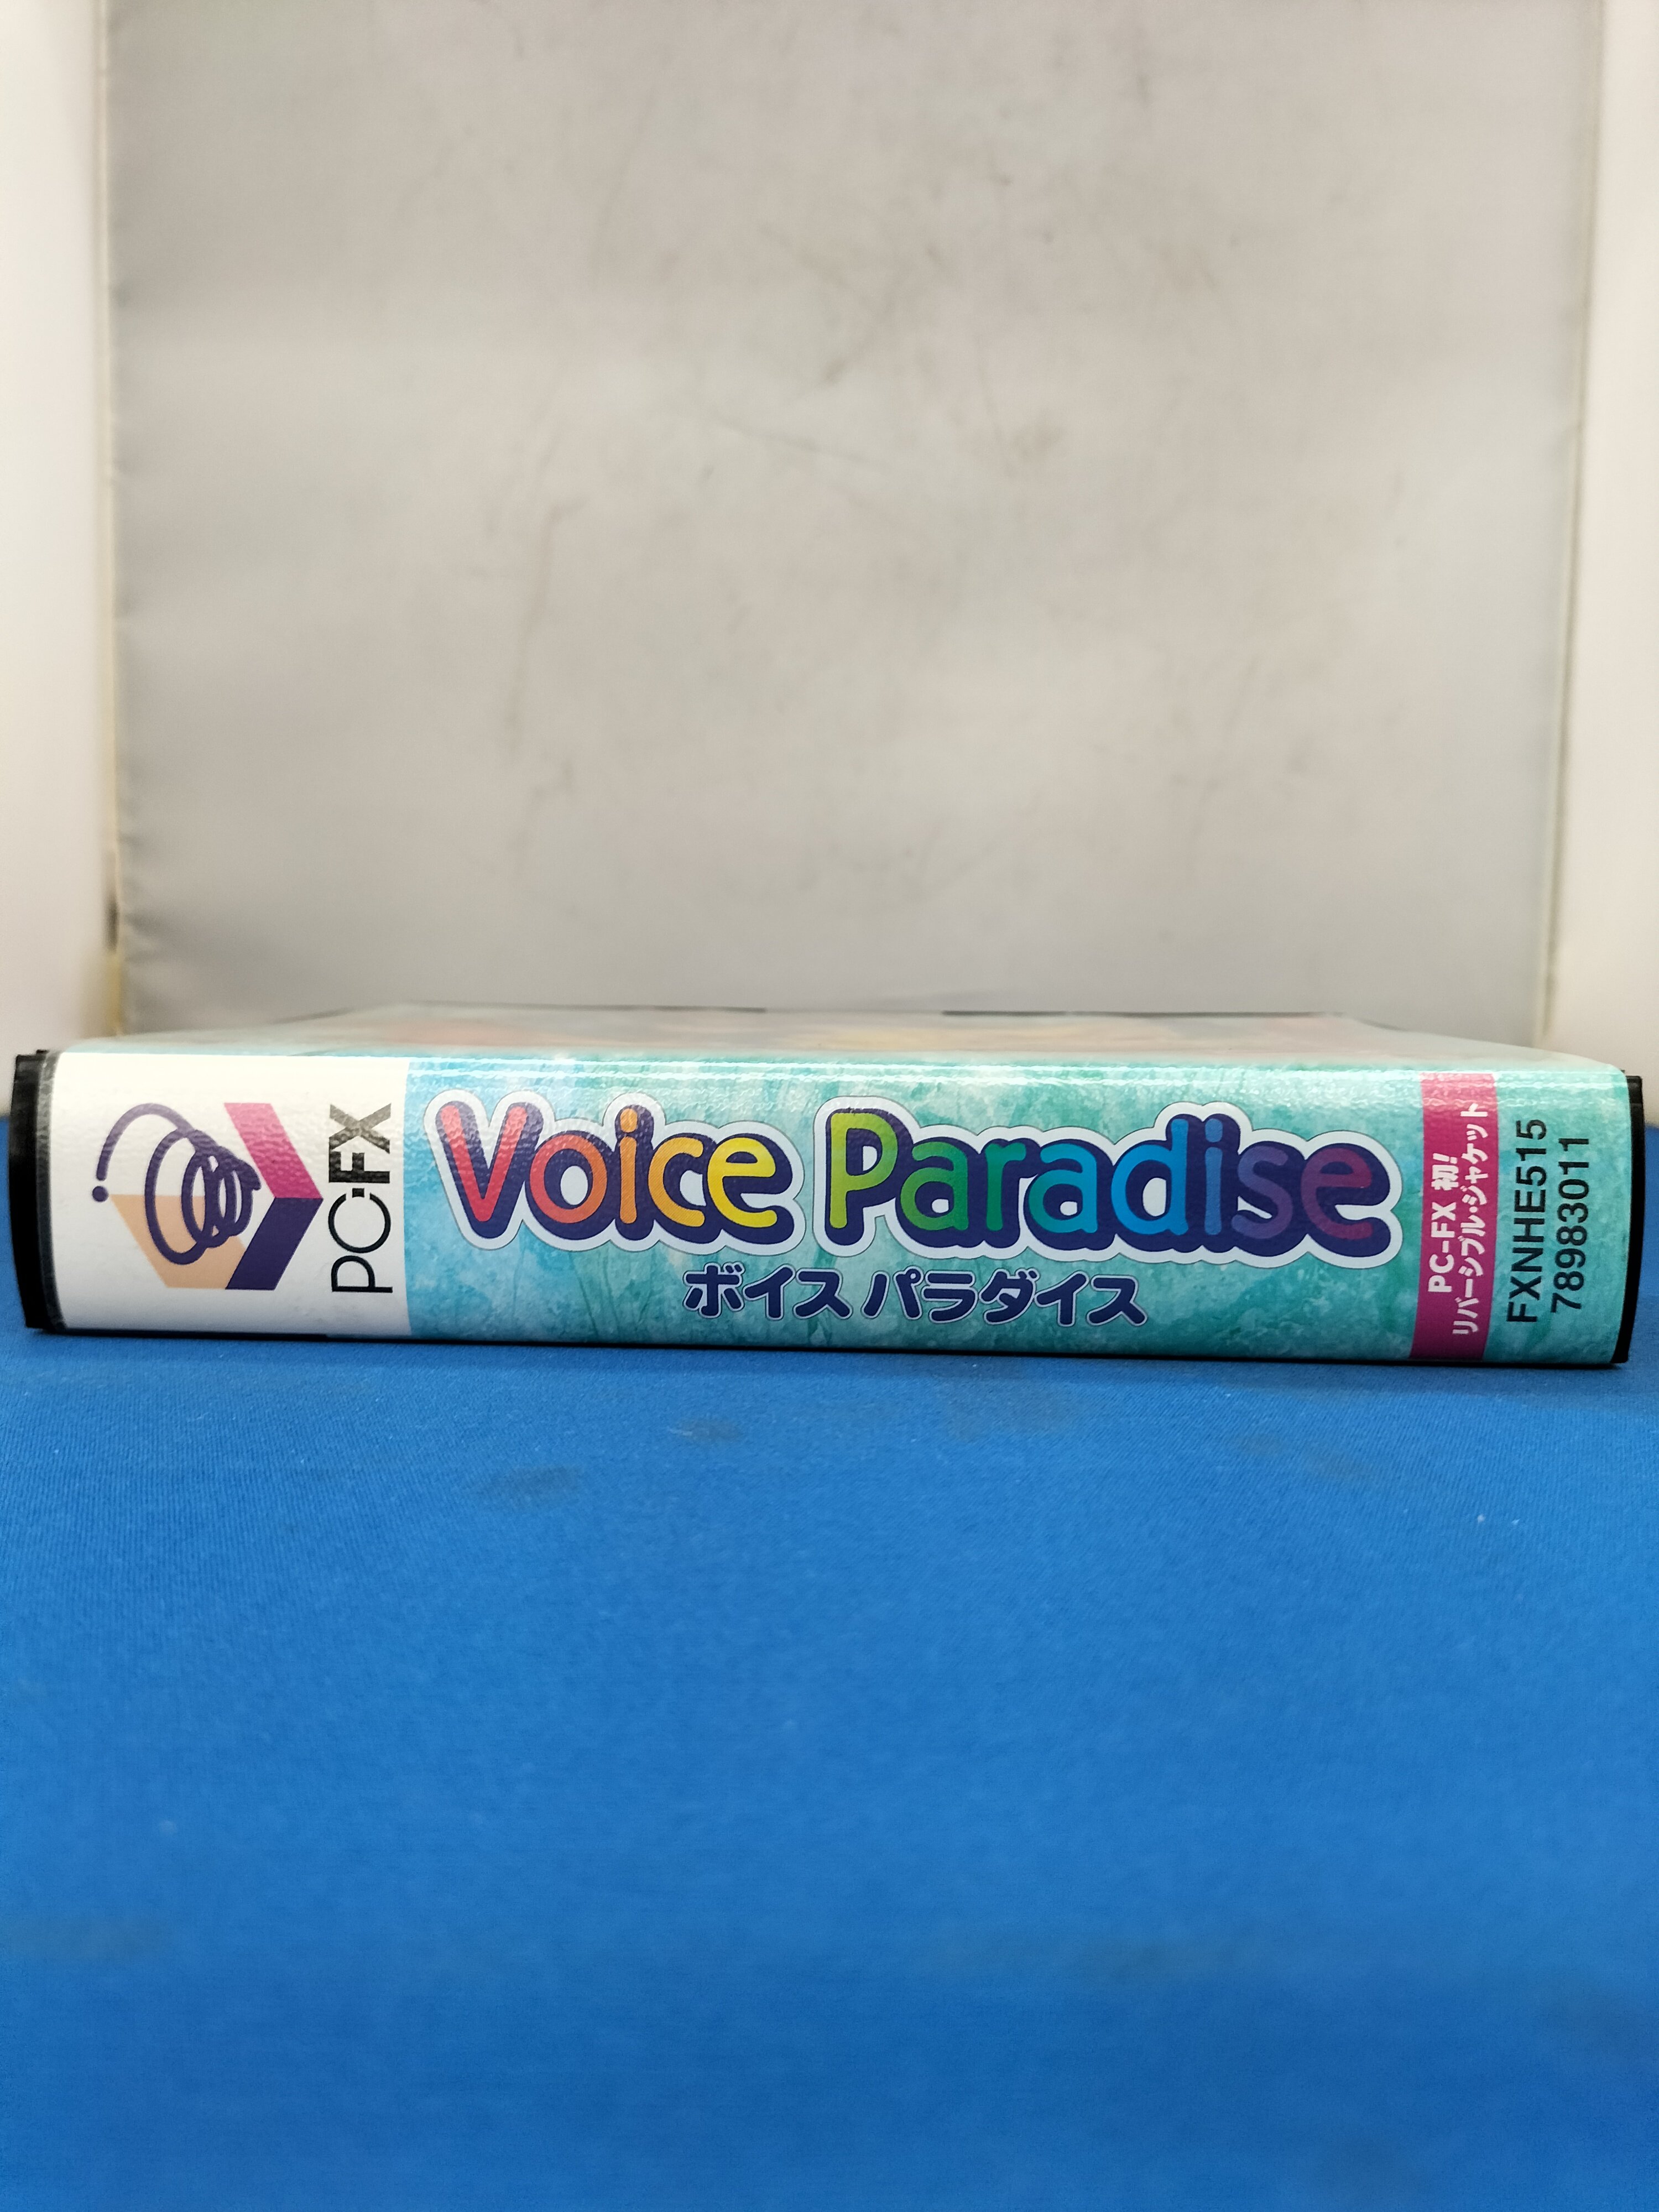 PC-FX
Voice Paradise
ボイス パラダイス
PC-FX 初!
リバーシブル・ジャケット
FXNHE515
78983011